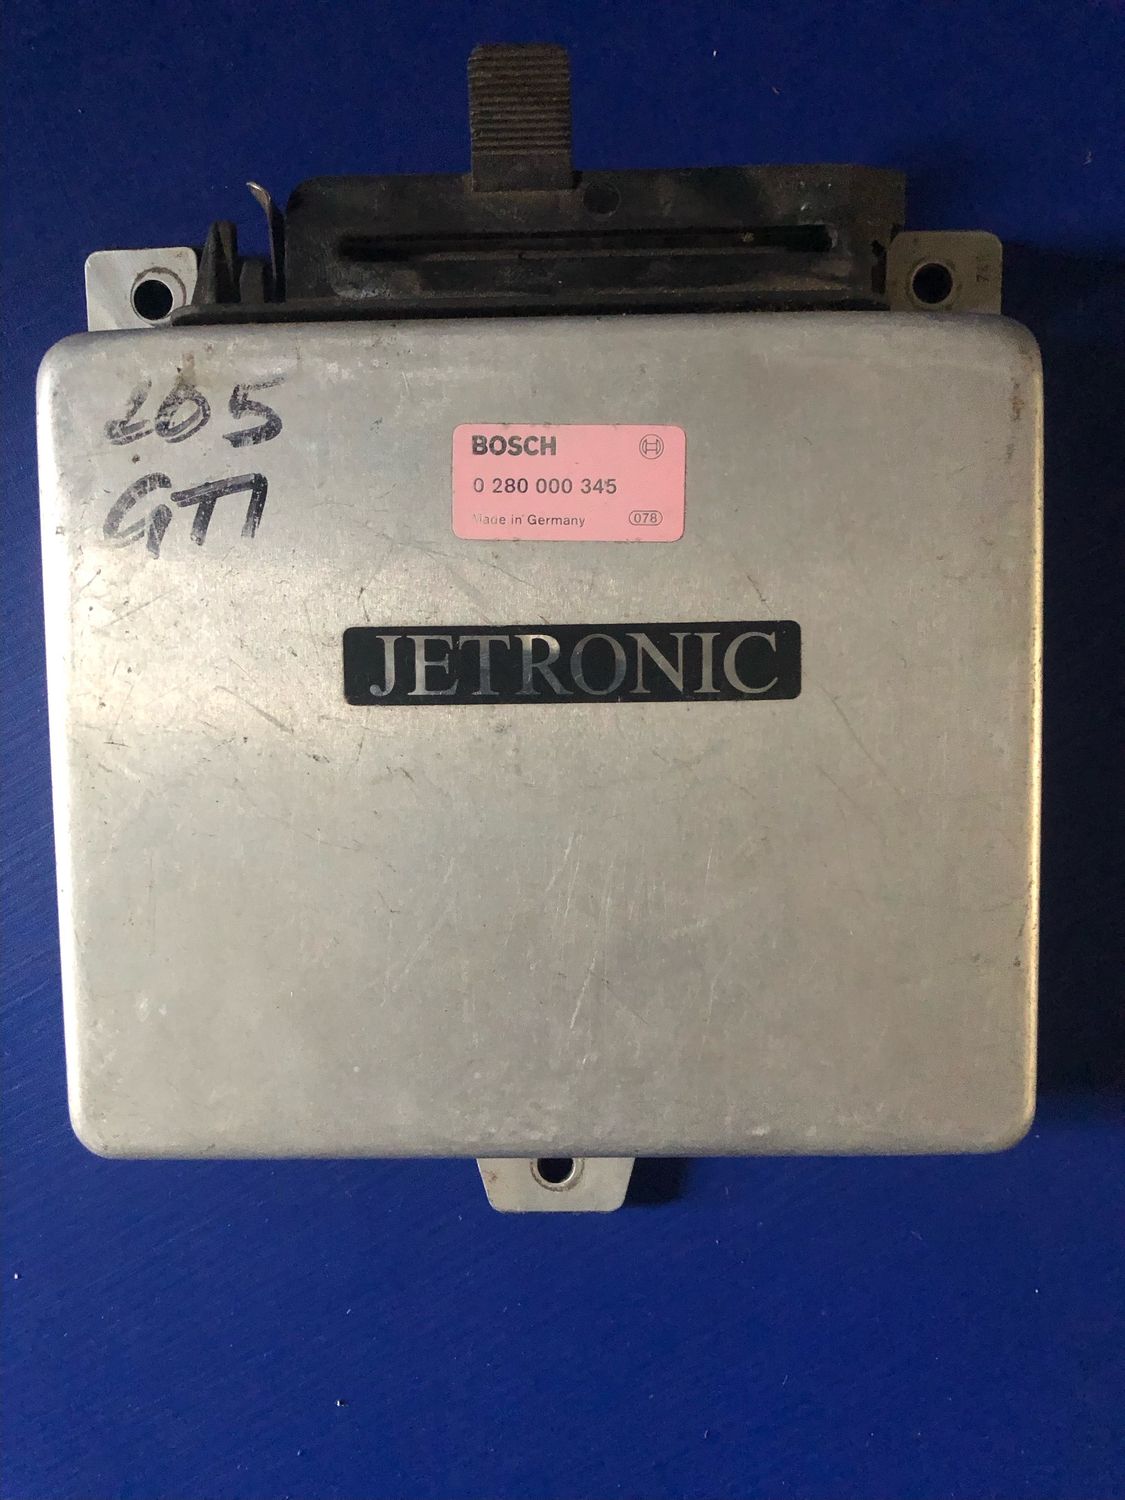 205
GTI
BOSCH
0 280 000 345
Made in Germany
078
JETRONIC